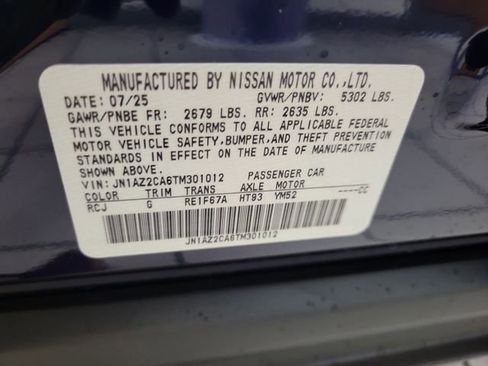 MANUFACTURED BY NISSAN MOTOR CO.,LTD.
DATE: 07/25 GVWR/PNBV: 5302 LBS.
GAWR/PNBE FR: 2679 LBS. RR: 2635 LBS.
THIS VEHICLE CONFORMS TO ALL APPLICABLE FEDERAL
MOTOR VEHICLE SAFETY,BUMPER,AND THEFT PREVENTION
STANDARDS IN EFFECT ON THE DATE OF MANUFACTURE
SHOWN ABOVE.
VIN: JN1AZ2CA6TM301012 PASSENGER CAR
COLOR TRIM TRANS AXLE MOTOR
RCJ G RE1F67A HT93 YM52
JN1AZ2CA6TM301012